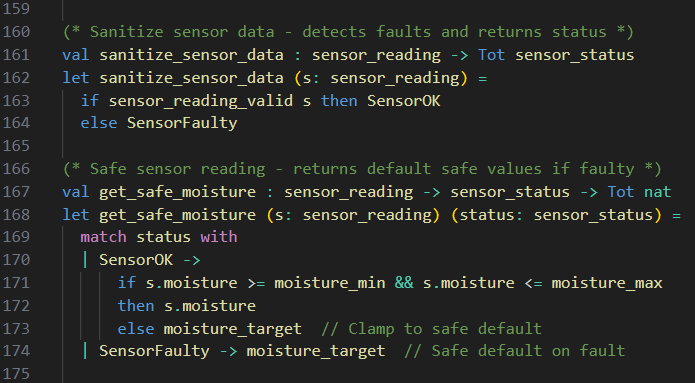 159
160 (* Sanitize sensor data - detects faults and returns status *)
161 val sanitize_sensor_data : sensor_reading -> Tot sensor_status
162 let sanitize_sensor_data (s: sensor_reading) =
163   if sensor_reading_valid s then SensorOK
164   else SensorFaulty
165
166 (* Safe sensor reading - returns default safe values if faulty *)
167 val get_safe_moisture : sensor_reading -> sensor_status -> Tot nat
168 let get_safe_moisture (s: sensor_reading) (status: sensor_status) =
169   match status with
170   | SensorOK ->
171       if s.moisture >= moisture_min && s.moisture <= moisture_max
172       then s.moisture
173       else moisture_target  // Clamp to safe default
174   | SensorFaulty -> moisture_target  // Safe default on fault
175